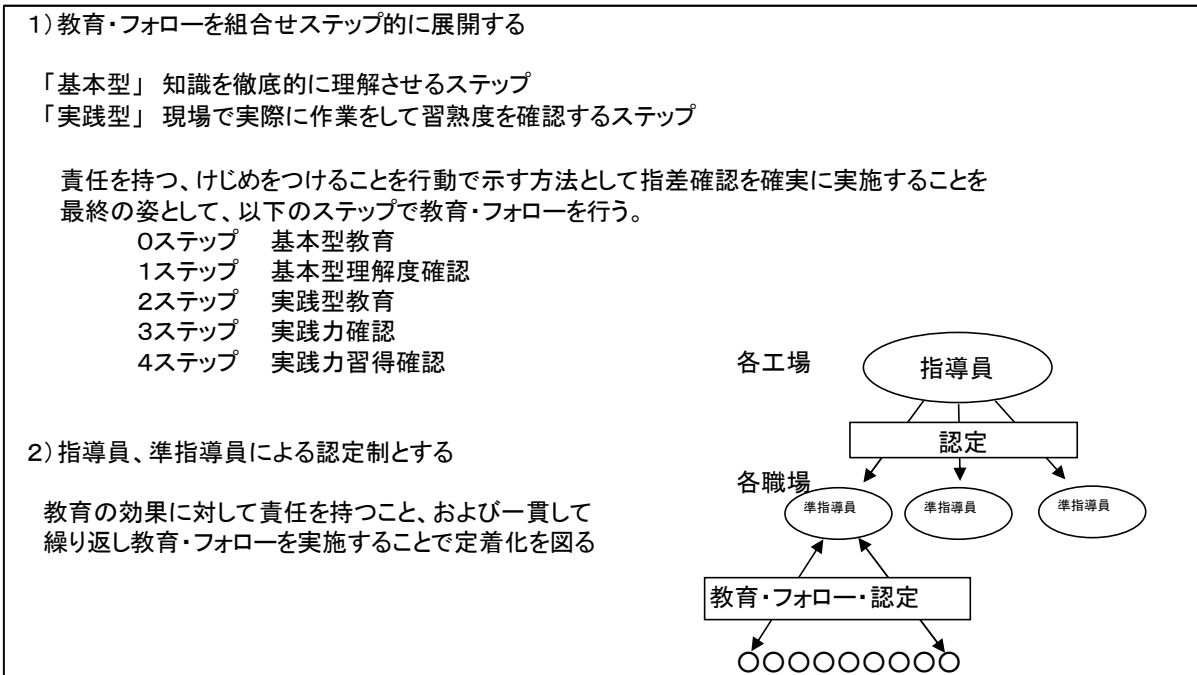 1)教育・フォローを組合せステップ的に展開する
「基本型」 知識を徹底的に理解させるステップ
「実践型」 現場で実際に作業をして習熟度を確認するステップ
責任を持つ、けじめをつけることを行動で示す方法として指差確認を確実に実施することを
最終の姿として、以下のステップで教育・フォローを行う。
0ステップ 基本型教育
1ステップ 基本型理解度確認
2ステップ 実践型教育
3ステップ 実践力確認
4ステップ 実践力習得確認
各工場
指導員
認定
2)指導員、準指導員による認定制とする
各職場
準指導員 準指導員 準指導員
教育の効果に対して責任を持つこと、および一貫して
繰り返し教育・フォローを実施することで定着化を図る
教育・フォロー・認定